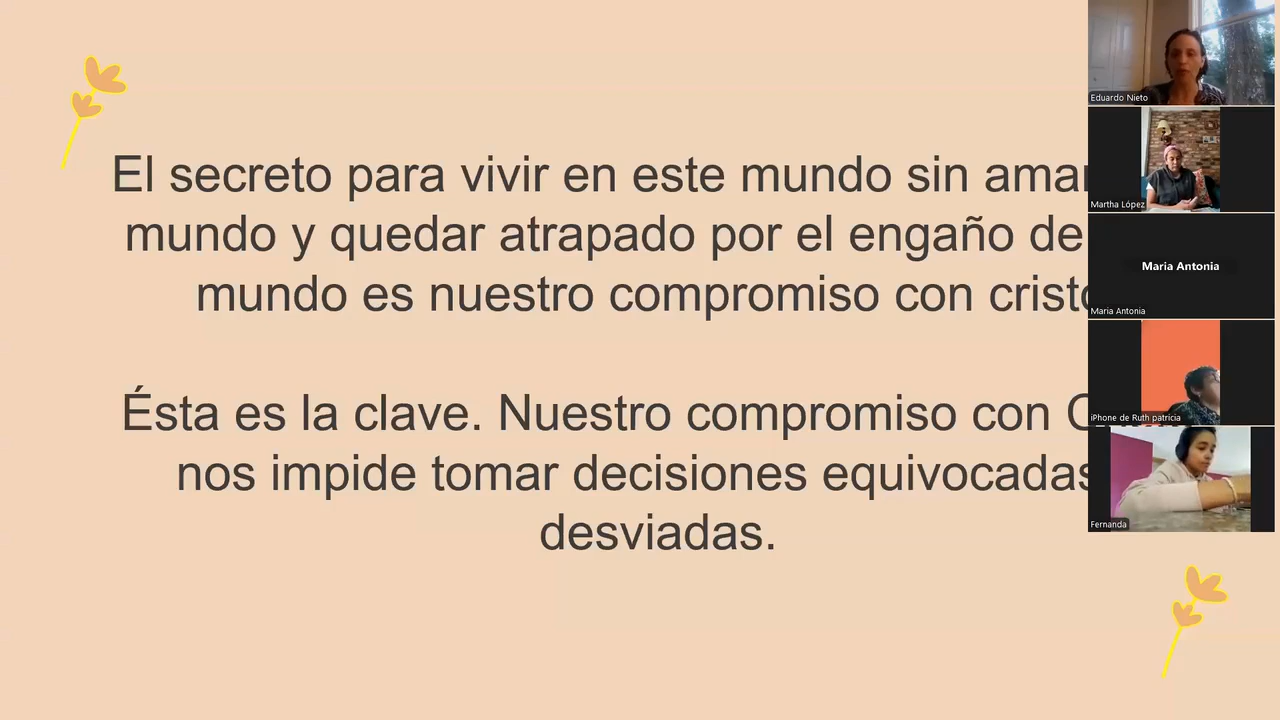 El secreto para vivir en este mundo sin
mundo y quedar atrapado por el engaño de
mundo es nuestro compromiso con
Ésta es la clave. Nuestro compromiso con
nos impide tomar decisiones equivocadas
desviadas.
Eduardo Nieto
Martha López
Maria Antonia
Maria Antonia
iPhone de Ruth patricia
Fernanda